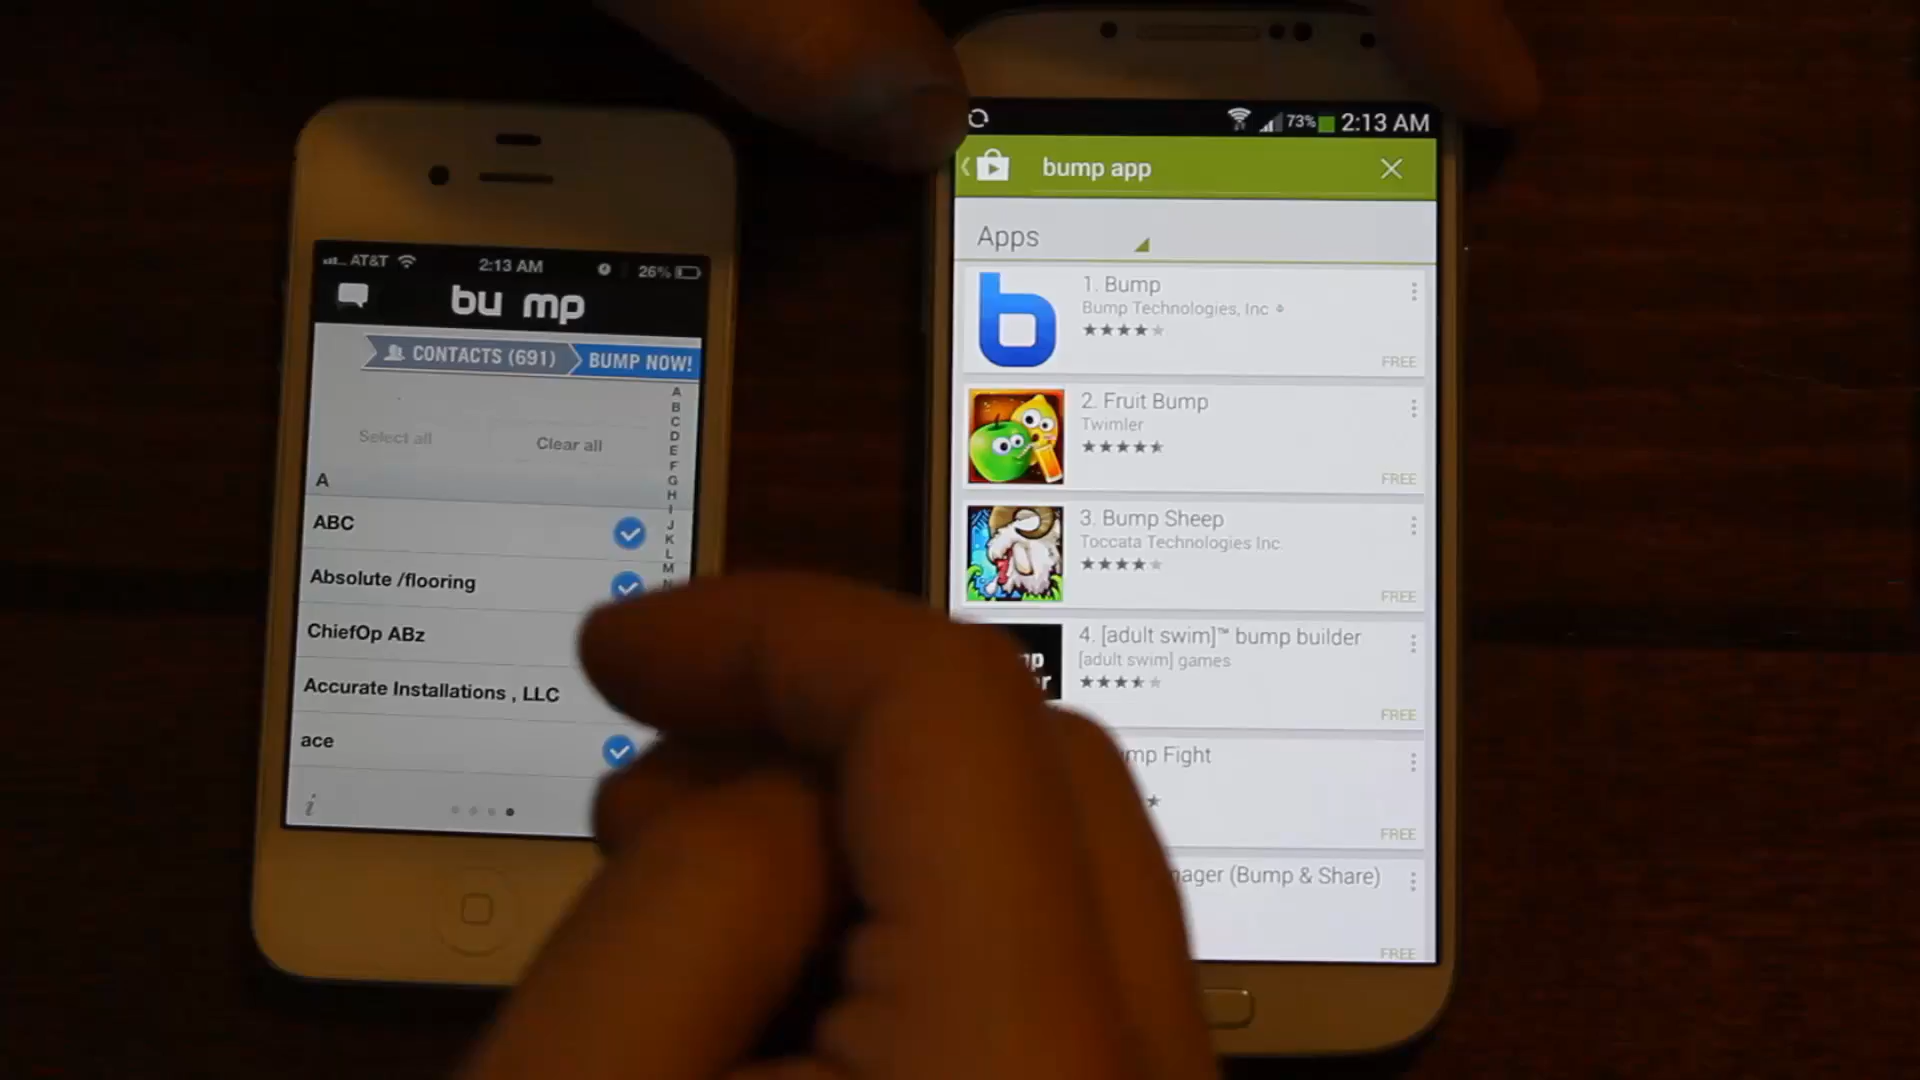 AT&T 2:13 AM 26%
bu mp
CONTACTS (691) BUMP NOW!
Select all Clear all
A
ABC
Absolute /flooring
ChiefOp ABz
Accurate Installations , LLC
ace
i
A
B
C
D
E
F
G
H
I
J
K
L
M
N
73% 2:13 AM
bump app
Apps
1. Bump
Bump Technologies, Inc
FREE
2. Fruit Bump
Twimler
FREE
3. Bump Sheep
Toccata Technologies Inc
FREE
4. [adult swim]™ bump builder
[adult swim] games
FREE
mp Fight
FREE
nager (Bump & Share)
FREE